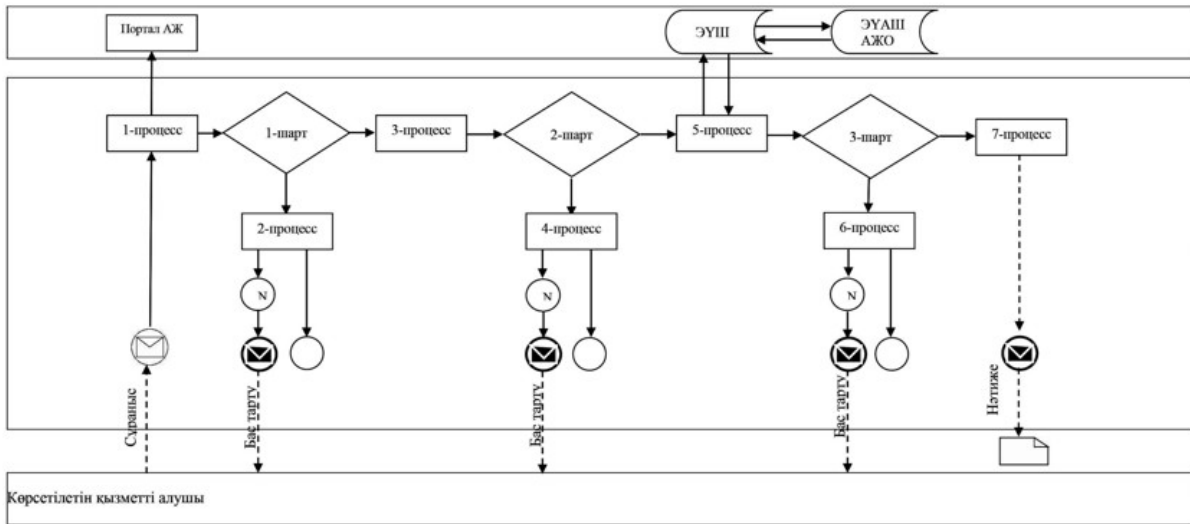 Портал АЖ
ЭҮШ
ЭҮАШ
АЖО
1-процесс
1-шарт
3-процесс
2-шарт
5-процесс
3-шарт
7-процесс
2-процесс
4-процесс
6-процесс
N
N
N
Сұраныс
Бас тарту
Бас тарту
Бас тарту
Нәтиже
Көрсетілетін қызметті алушы